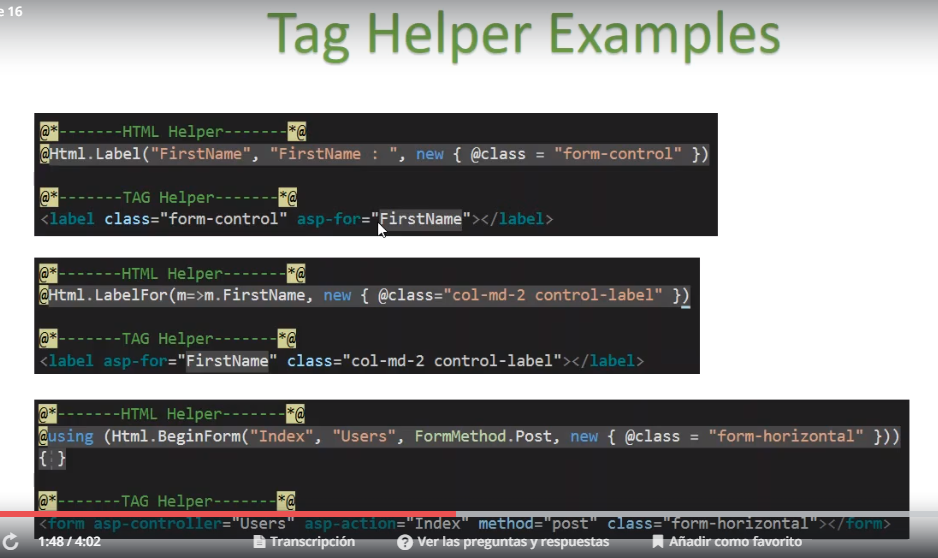 e 16
Tag Helper Examples
@*-------HTML Helper-------*@
@Html.Label("FirstName", "FirstName : ", new { @class = "form-control" })
@*-------TAG Helper-------*@
<label class="form-control" asp-for="FirstName"></label>
@*-------HTML Helper-------*@
@Html.LabelFor(m=>m.FirstName, new { @class="col-md-2 control-label" })
@*-------TAG Helper-------*@
<label asp-for="FirstName" class="col-md-2 control-label"></label>
@*-------HTML Helper-------*@
@using (Html.BeginForm("Index", "Users", FormMethod.Post, new { @class = "form-horizontal" }))
{ }
@*-------TAG Helper-------*@
<form asp-controller="Users" asp-action="Index" method="post" class="form-horizontal"></form>
1:48 / 4:02 Transcripción Ver las preguntas y respuestas Añadir como favorito